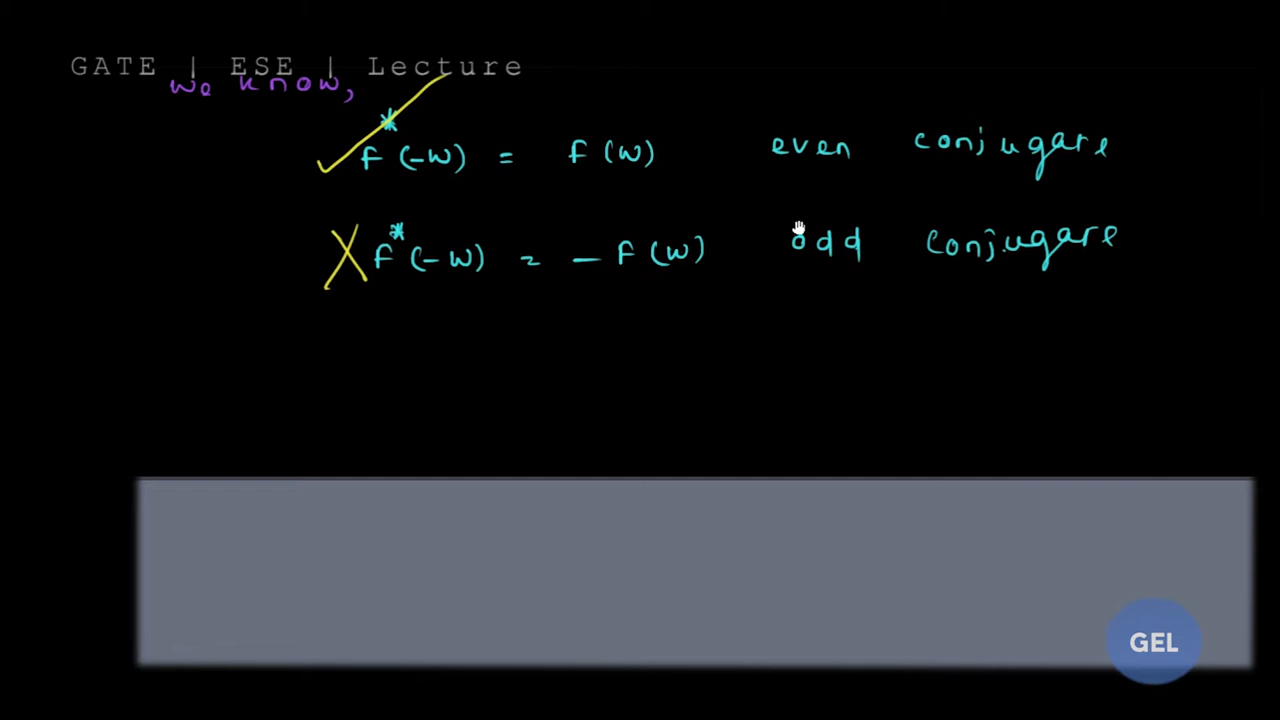 GATE | ESE | Lecture
we know,
f*(-w) = f(w) even conjugare
f*(-w) = - f(w) odd conjugare
GEL